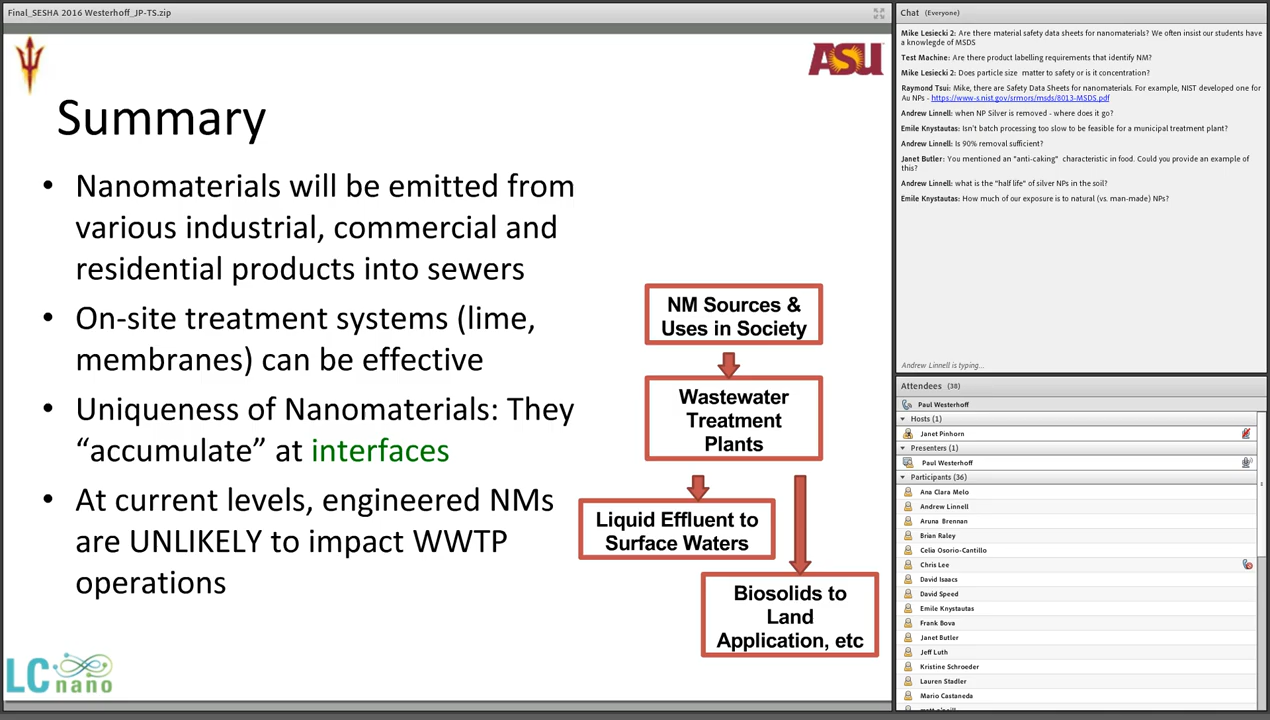 Final_SESHA 2016 Westerhoff_JP-TS.zip
ASU
Summary
• Nanomaterials will be emitted from
various industrial, commercial and
residential products into sewers
• On-site treatment systems (lime,
membranes) can be effective
• Uniqueness of Nanomaterials: They
“accumulate” at interfaces
• At current levels, engineered NMs
are UNLIKELY to impact WWTP
operations
NM Sources &
Uses in Society
Wastewater
Treatment
Plants
Liquid Effluent to
Surface Waters
Biosolids to
Land
Application, etc
LC nano
Chat (Everyone)
Mike Lesiecki 2: Are there material safety data sheets for nanomaterials? We often insist our students have
a knowlegde of MSDS
Test Machine: Are there product labelling requirements that identify NM?
Mike Lesiecki 2: Does particle size matter to safety or is it concentration?
Raymond Tsui: Mike, there are Safety Data Sheets for nanomaterials. For example, NIST developed one for
Au NPs - https://www-s.nist.gov/srmors/msds/8013-MSDS.pdf
Andrew Linnell: when NP Silver is removed - where does it go?
Emile Knystautas: Isn't batch processing too slow to be feasible for a municipal treatment plant?
Andrew Linnell: Is 90% removal sufficient?
Janet Butler: You mentioned an "anti-caking" characteristic in food. Could you provide an example of
this?
Andrew Linnell: what is the "half life" of silver NPs in the soil?
Emile Knystautas: How much of our exposure is to natural (vs. man-made) NPs?
Andrew Linnell is typing...
Attendees (38)
Paul Westerhoff
Hosts (1)
Janet Pinhorn
Presenters (1)
Paul Westerhoff
Participants (36)
Ana Clara Melo
Andrew Linnell
Aruna Brennan
Brian Raley
Celia Osorio-Cantillo
Chris Lee
David Isaacs
David Speed
Emile Knystautas
Frank Bova
Janet Butler
Jeff Luth
Kristine Schroeder
Lauren Stadler
Mario Castaneda